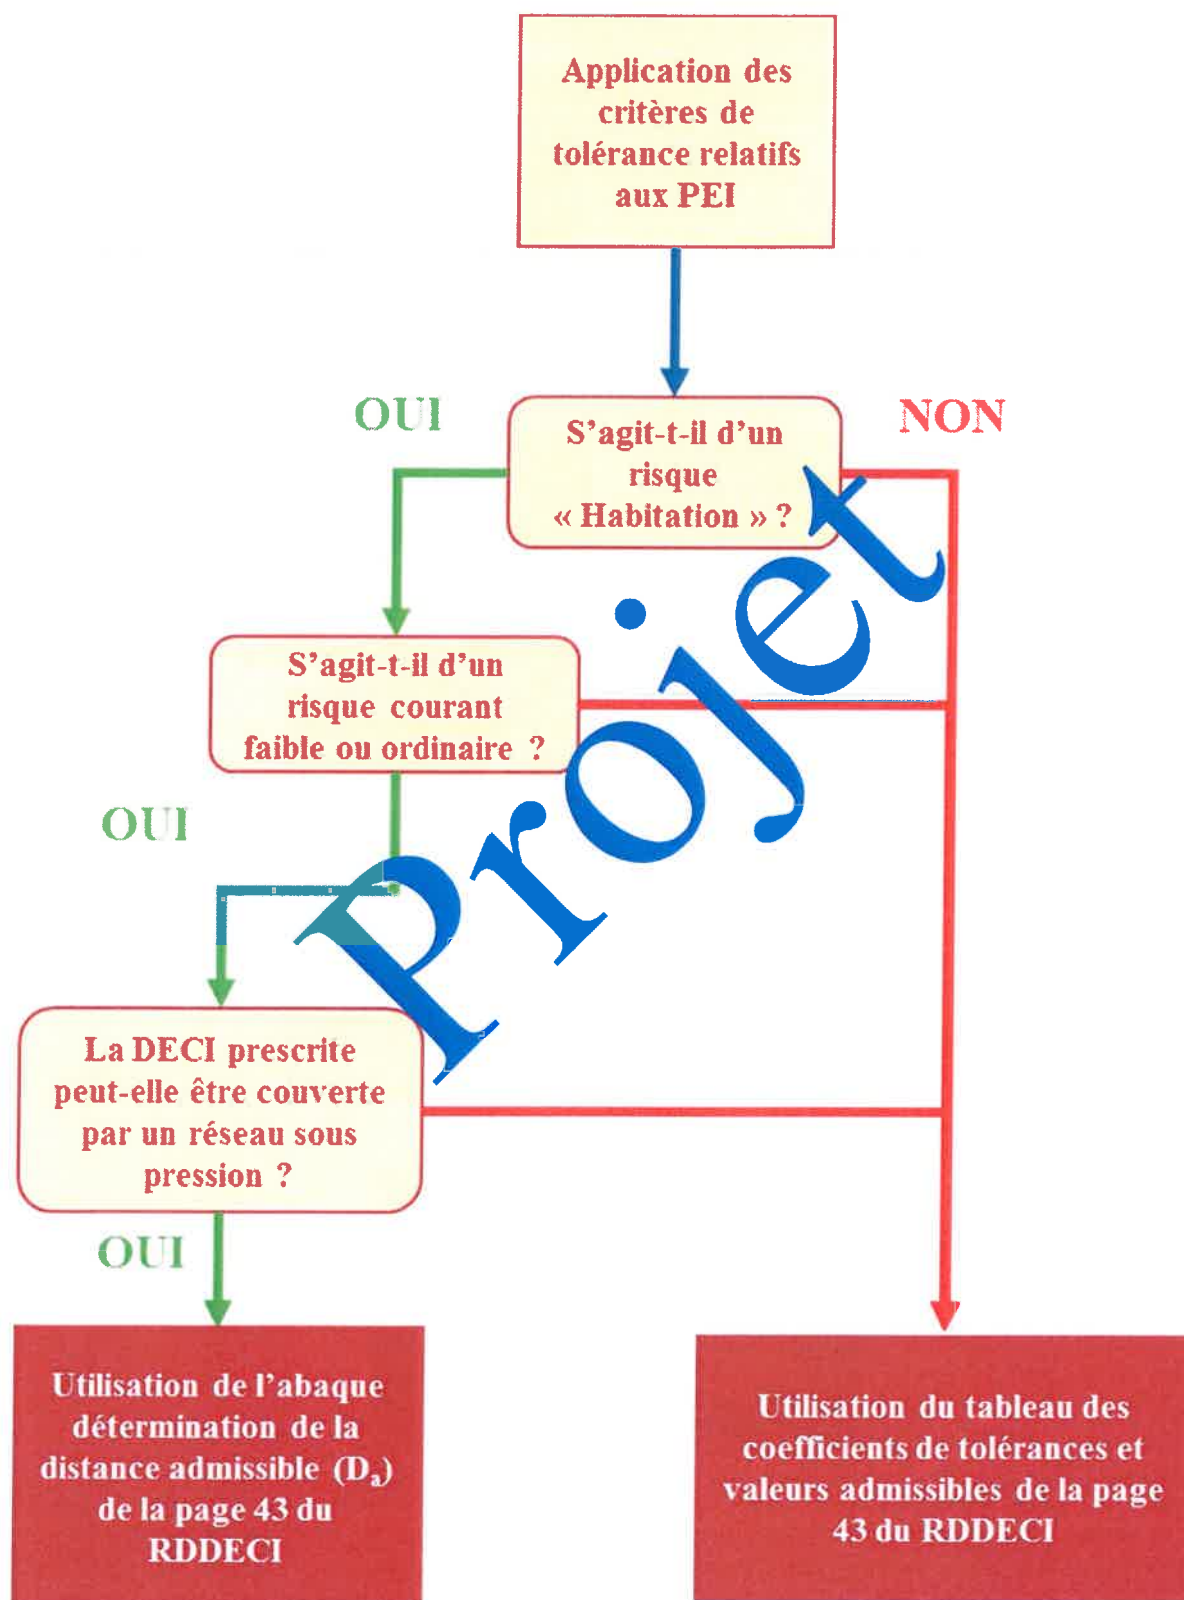 Application des
critères de
tolérance relatifs
aux PEI
OUI
NON
S'agit-t-il d'un
risque
« Habitation » ?
S'agit-t-il d'un
risque courant
faible ou ordinaire ?
OUI
Projet
La DECI prescrite
peut-elle être couverte
par un réseau sous
pression ?
OUI
Utilisation de l'abaque
détermination de la
distance admissible (Da)
de la page 43 du
RDDECI
Utilisation du tableau des
coefficients de tolérances et
valeurs admissibles de la page
43 du RDDECI